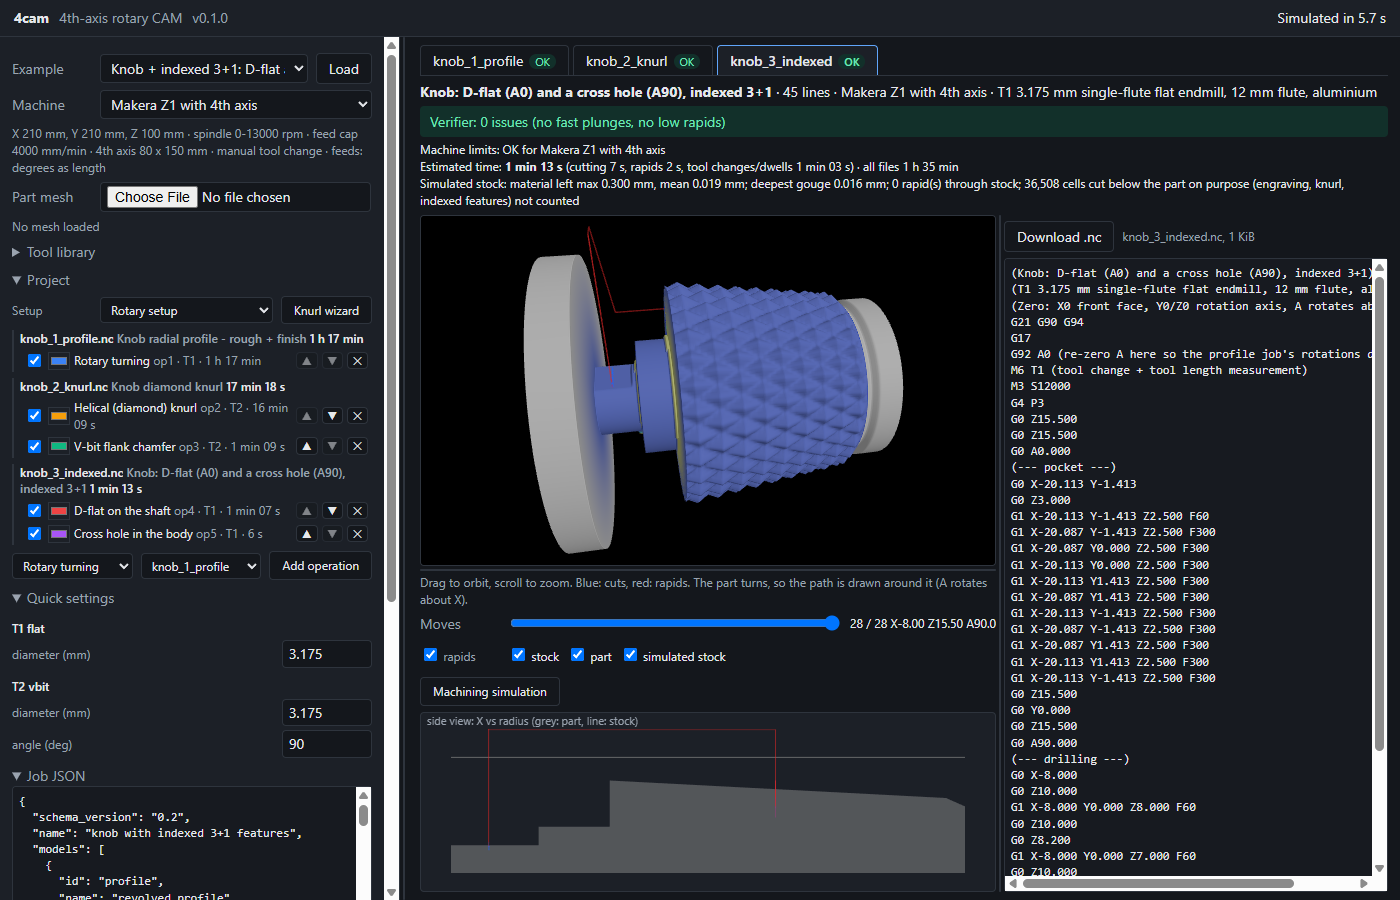 4cam 4th-axis rotary CAM v0.1.0
Simulated in 5.7 s
Example
Knob + indexed 3+1: D-flat
Load
Machine
Makera Z1 with 4th axis
X 210 mm, Y 210 mm, Z 100 mm · spindle 0-13000 rpm · feed cap
4000 mm/min · 4th axis 80 x 150 mm · manual tool change · feeds:
degrees as length
Part mesh
Choose File No file chosen
No mesh loaded
Tool library
Project
Setup
Rotary setup
Knurl wizard
knob_1_profile.nc Knob radial profile - rough + finish 1 h 17 min
Rotary turning op1 · T1 · 1 h 17 min
knob_2_knurl.nc Knob diamond knurl 17 min 18 s
Helical (diamond) knurl op2 · T2 · 16 min
09 s
V-bit flank chamfer op3 · T2 · 1 min 09 s
knob_3_indexed.nc Knob: D-flat (A0) and a cross hole (A90),
indexed 3+1 1 min 13 s
D-flat on the shaft op4 · T1 · 1 min 07 s
Cross hole in the body op5 · T1 · 6 s
Rotary turning
knob_1_profile
Add operation
Quick settings
T1 flat
diameter (mm)
3.175
T2 vbit
diameter (mm)
3.175
angle (deg)
90
Job JSON
{
"schema_version": "0.2",
"name": "knob with indexed 3+1 features",
"models": [
{
"id": "profile",
"name": "revolved profile"
knob_1_profile OK
knob_2_knurl OK
knob_3_indexed OK
Knob: D-flat (A0) and a cross hole (A90), indexed 3+1 · 45 lines · Makera Z1 with 4th axis · T1 3.175 mm single-flute flat endmill, 12 mm flute, aluminium
Verifier: 0 issues (no fast plunges, no low rapids)
Machine limits: OK for Makera Z1 with 4th axis
Estimated time: 1 min 13 s (cutting 7 s, rapids 2 s, tool changes/dwells 1 min 03 s) · all files 1 h 35 min
Simulated stock: material left max 0.300 mm, mean 0.019 mm; deepest gouge 0.016 mm; 0 rapid(s) through stock; 36,508 cells cut below the part on purpose (engraving, knurl,
indexed features) not counted
Drag to orbit, scroll to zoom. Blue: cuts, red: rapids. The part turns, so the path is drawn around it (A rotates
about X).
Moves
28 / 28 X-8.00 Z15.50 A90.0
rapids
stock
part
simulated stock
Machining simulation
side view: X vs radius (grey: part, line: stock)
Download .nc
knob_3_indexed.nc, 1 KiB
(Knob: D-flat (A0) and a cross hole (A90), indexed 3+1)
(T1 3.175 mm single-flute flat endmill, 12 mm flute, al
(Zero: X0 front face, Y0/Z0 rotation axis, A rotates ab
G21 G90 G94
G17
G92 A0 (re-zero A here so the profile job's rotations
M6 T1 (tool change + tool length measurement)
M3 S12000
G4 P3
G0 Z15.500
G0 Z15.500
G0 A0.000
(--- pocket ---)
G0 X-20.113 Y-1.413
G0 Z3.000
G1 X-20.113 Y-1.413 Z2.500 F60
G1 X-20.087 Y-1.413 Z2.500 F300
G1 X-20.087 Y0.000 Z2.500 F300
G1 X-20.113 Y0.000 Z2.500 F300
G1 X-20.113 Y1.413 Z2.500 F300
G1 X-20.087 Y1.413 Z2.500 F300
G1 X-20.113 Y-1.413 Z2.500 F300
G1 X-20.087 Y-1.413 Z2.500 F300
G1 X-20.087 Y1.413 Z2.500 F300
G1 X-20.113 Y1.413 Z2.500 F300
G1 X-20.113 Y-1.413 Z2.500 F300
G0 Z15.500
G0 Y0.000
G0 Z15.500
G0 A90.000
(--- drilling ---)
G0 X-8.000
G0 Z10.000
G1 X-8.000 Y0.000 Z8.000 F60
G0 Z10.000
G0 Z8.200
G1 X-8.000 Y0.000 Z7.000 F60
G0 Z10.000